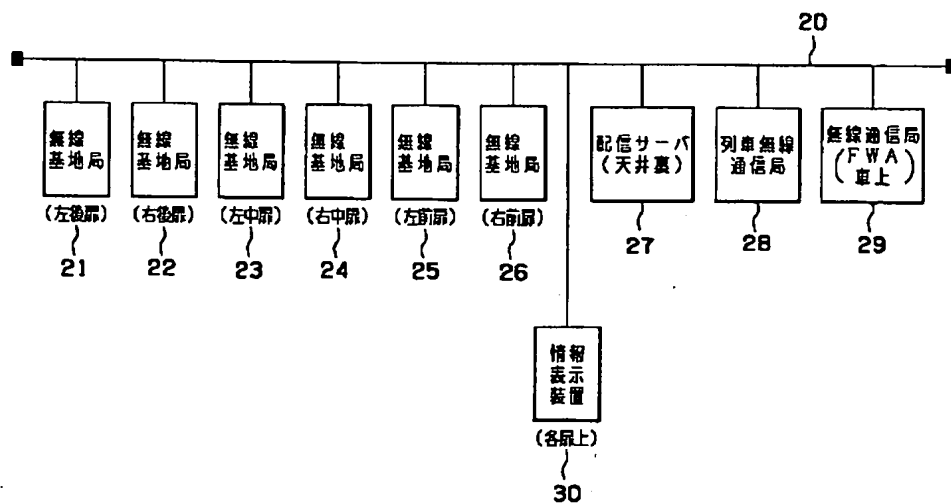 20
無線
基地局
(左後扉)
21
無線
基地局
(右後扉)
22
無線
基地局
(左中扉)
23
無線
基地局
(右中扉)
24
無線
基地局
(左前扉)
25
無線
基地局
(右前扉)
26
配信サーバ
(天井裏)
27
列車無線
通信局
28
無線通信局
(FWA
車上)
29
情報
表示
装置
(各扉上)
30